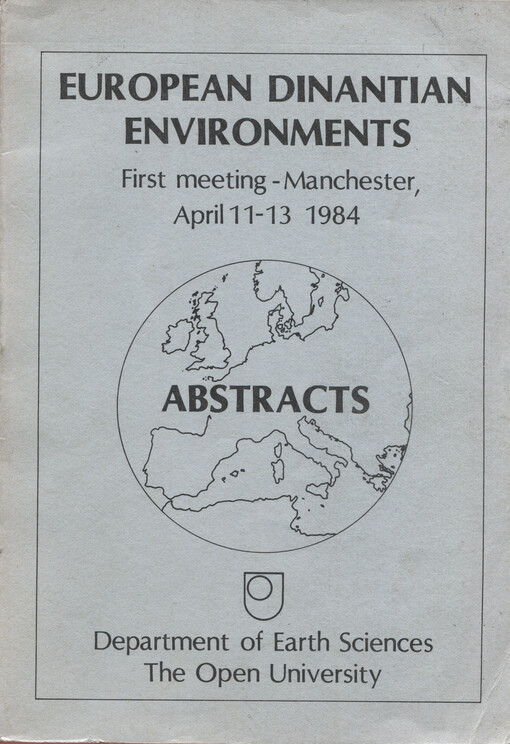 EUROPEAN DINANTIAN
ENVIRONMENTS
First meeting - Manchester,
April 11-13 1984
ABSTRACTS
Department of Earth Sciences
The Open University